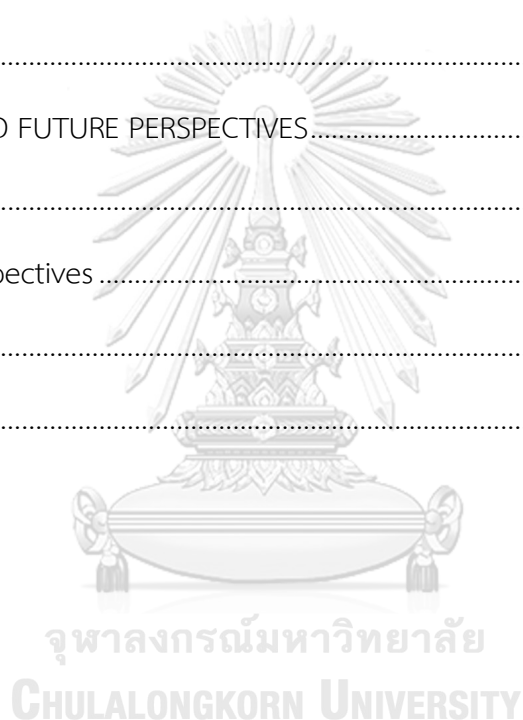 ...............................................................................................................
D FUTURE PERSPECTIVES.............................................
...............................................................................................................
pectives .........................................................................................
...............................................................................................................
...............................................................................................................
จุฬาลงกรณ์มหาวิทยาลัย
CHULALONGKORN UNIVERSITY